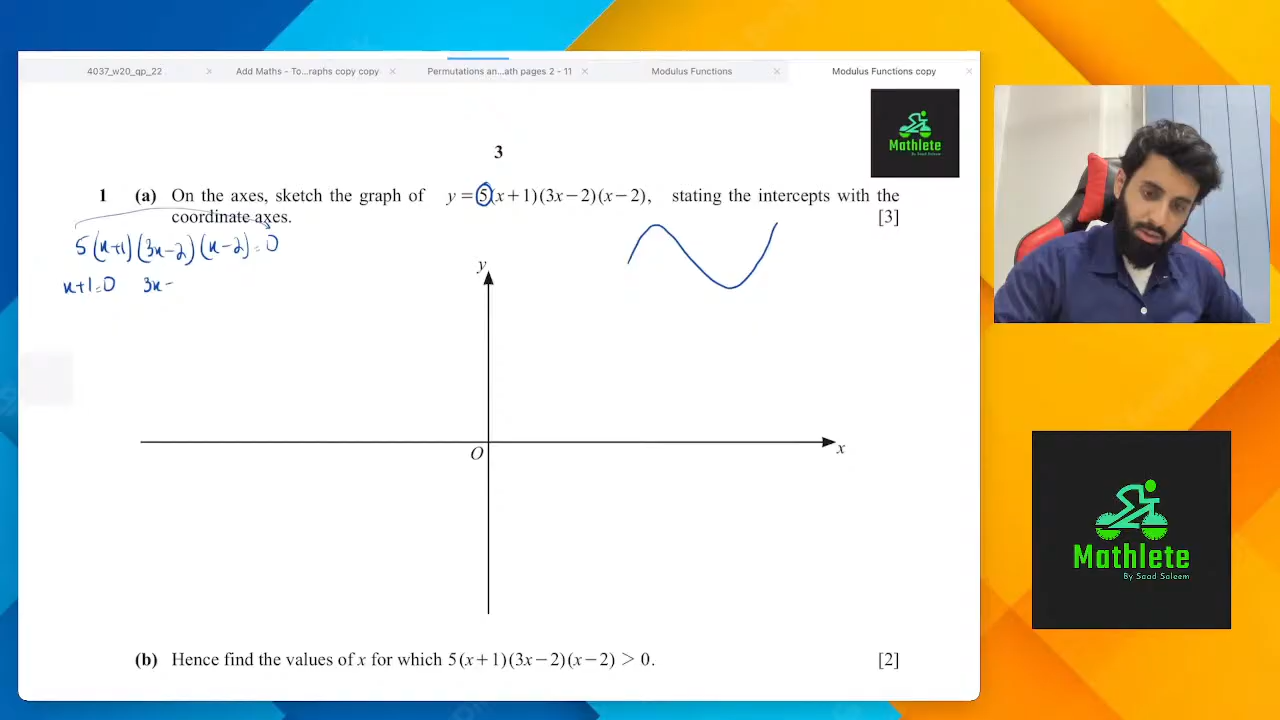 4037_w20_qp_22
Add Maths - To...raphs copy copy
Permutations an...ath pages 2 - 11
Modulus Functions
Modulus Functions copy
Mathlete
By Saad Saleem
3
1 (a) On the axes, sketch the graph of y = 5(x + 1)(3x − 2)(x − 2), stating the intercepts with the
coordinate axes. [3]
5(x+1)(3x-2)(x-2)=0
x+1=0 3x-
y
O
x
(b) Hence find the values of x for which 5(x + 1)(3x − 2)(x − 2) > 0. [2]
Mathlete
By Saad Saleem